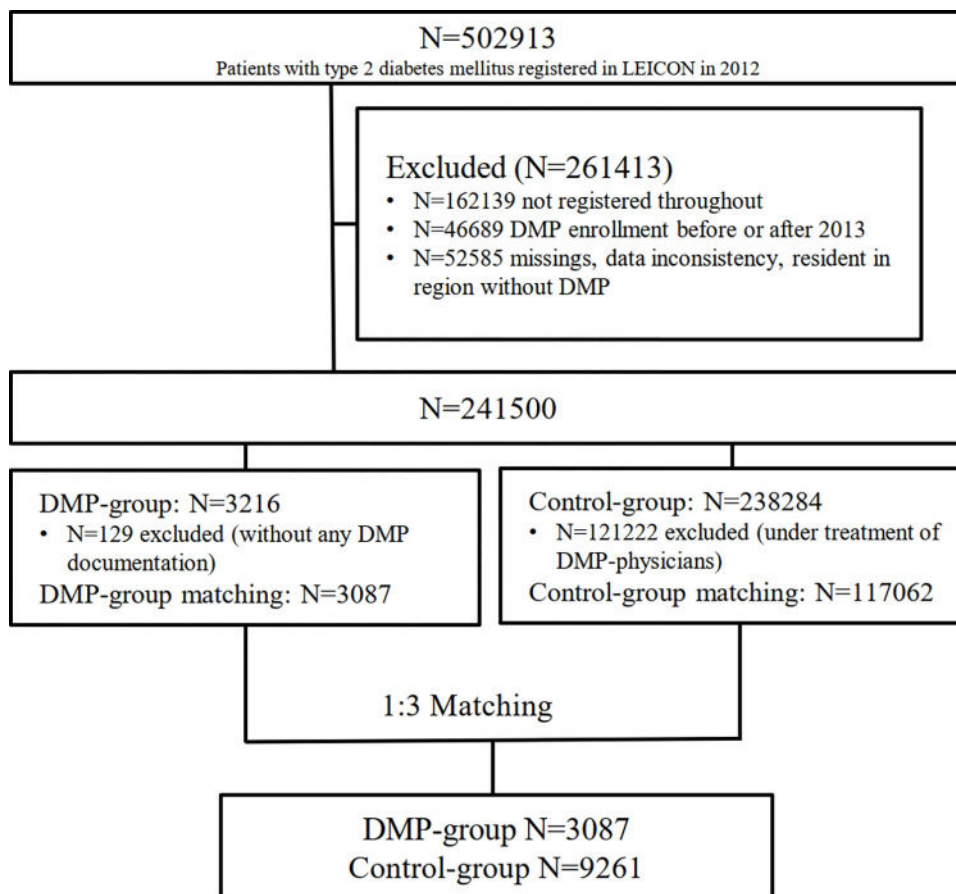 N=502913
Patients with type 2 diabetes mellitus registered in LEICON in 2012
Excluded (N=261413)
• N=162139 not registered throughout
• N=46689 DMP enrollment before or after 2013
• N=52585 missings, data inconsistency, resident in
region without DMP
N=241500
DMP-group: N=3216
• N=129 excluded (without any DMP
documentation)
DMP-group matching: N=3087
Control-group: N=238284
• N=121222 excluded (under treatment of
DMP-physicians)
Control-group matching: N=117062
1:3 Matching
DMP-group N=3087
Control-group N=9261